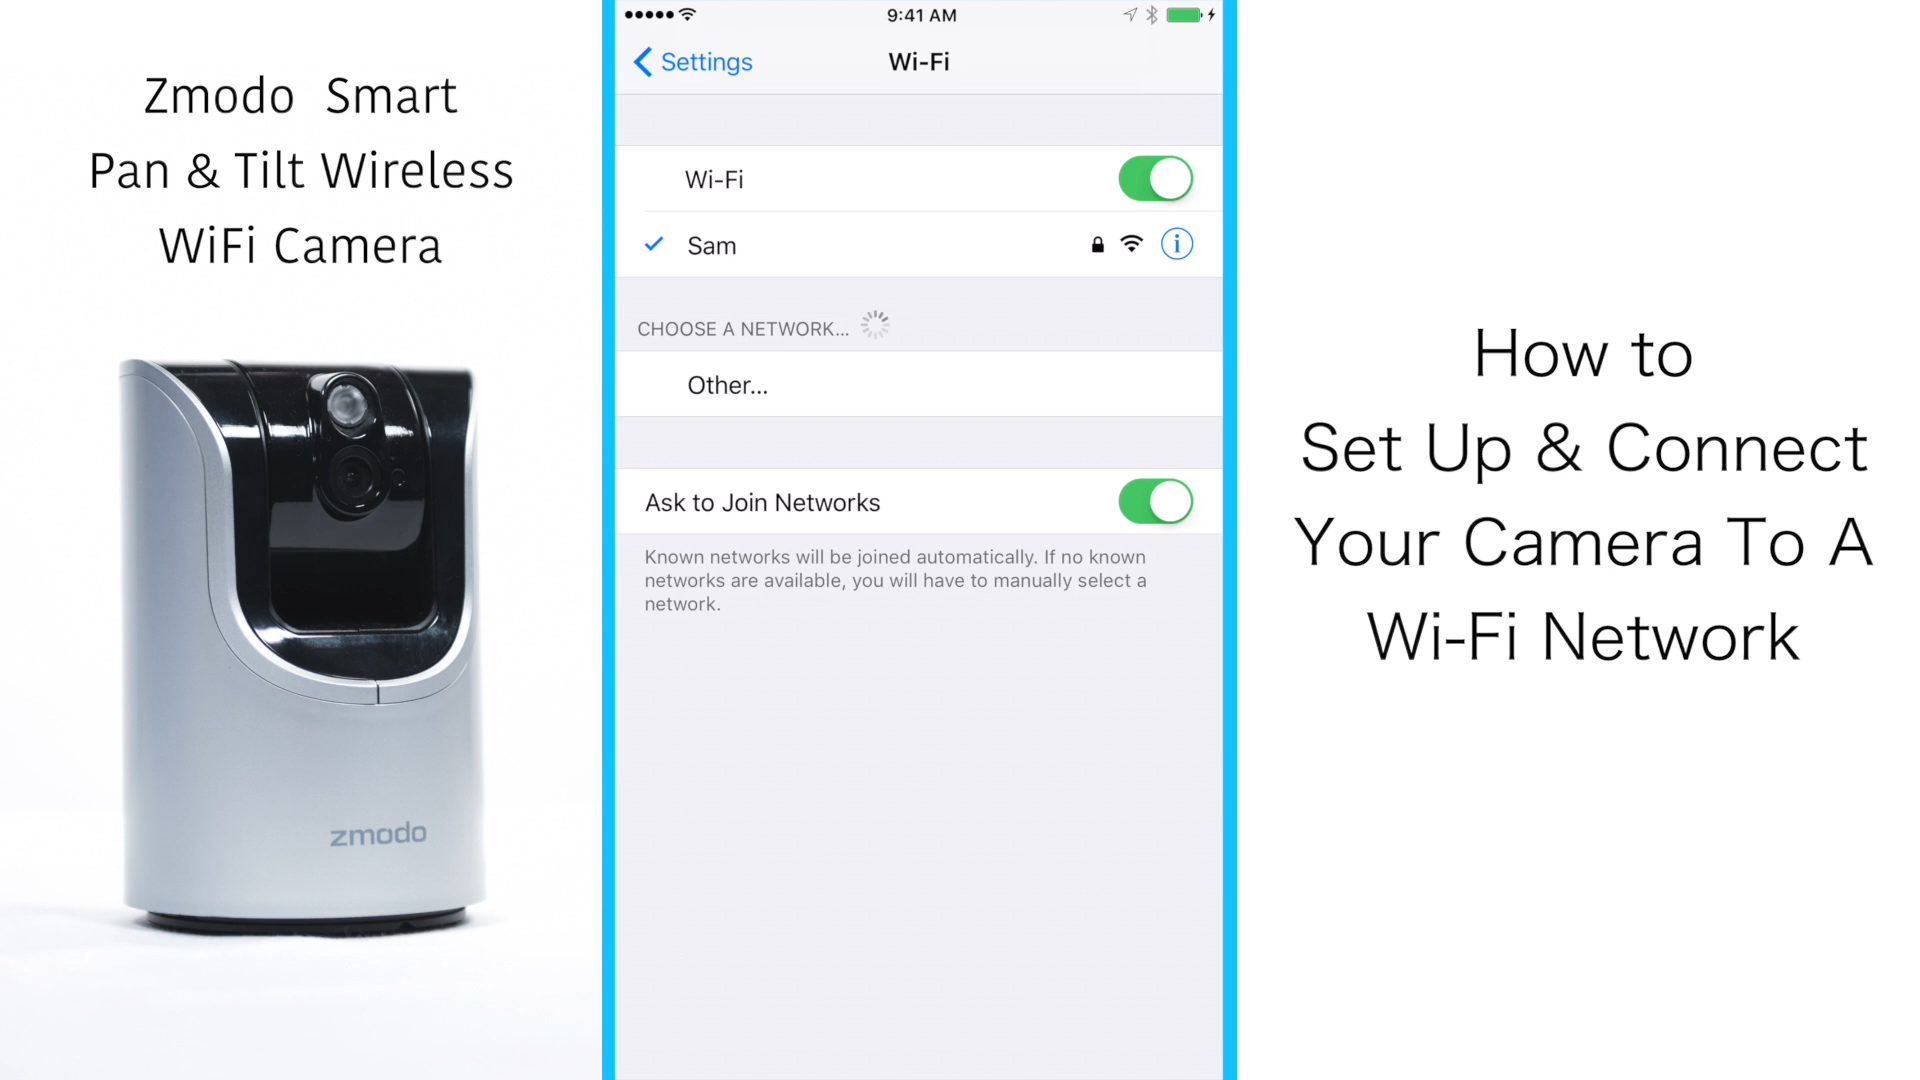 Zmodo Smart
Pan & Tilt Wireless
WiFi Camera
zmodo
9:41 AM
Settings
Wi-Fi
Wi-Fi
Sam
CHOOSE A NETWORK...
Other...
Ask to Join Networks
Known networks will be joined automatically. If no known
networks are available, you will have to manually select a
network.
How to
Set Up & Connect
Your Camera To A
Wi-Fi Network